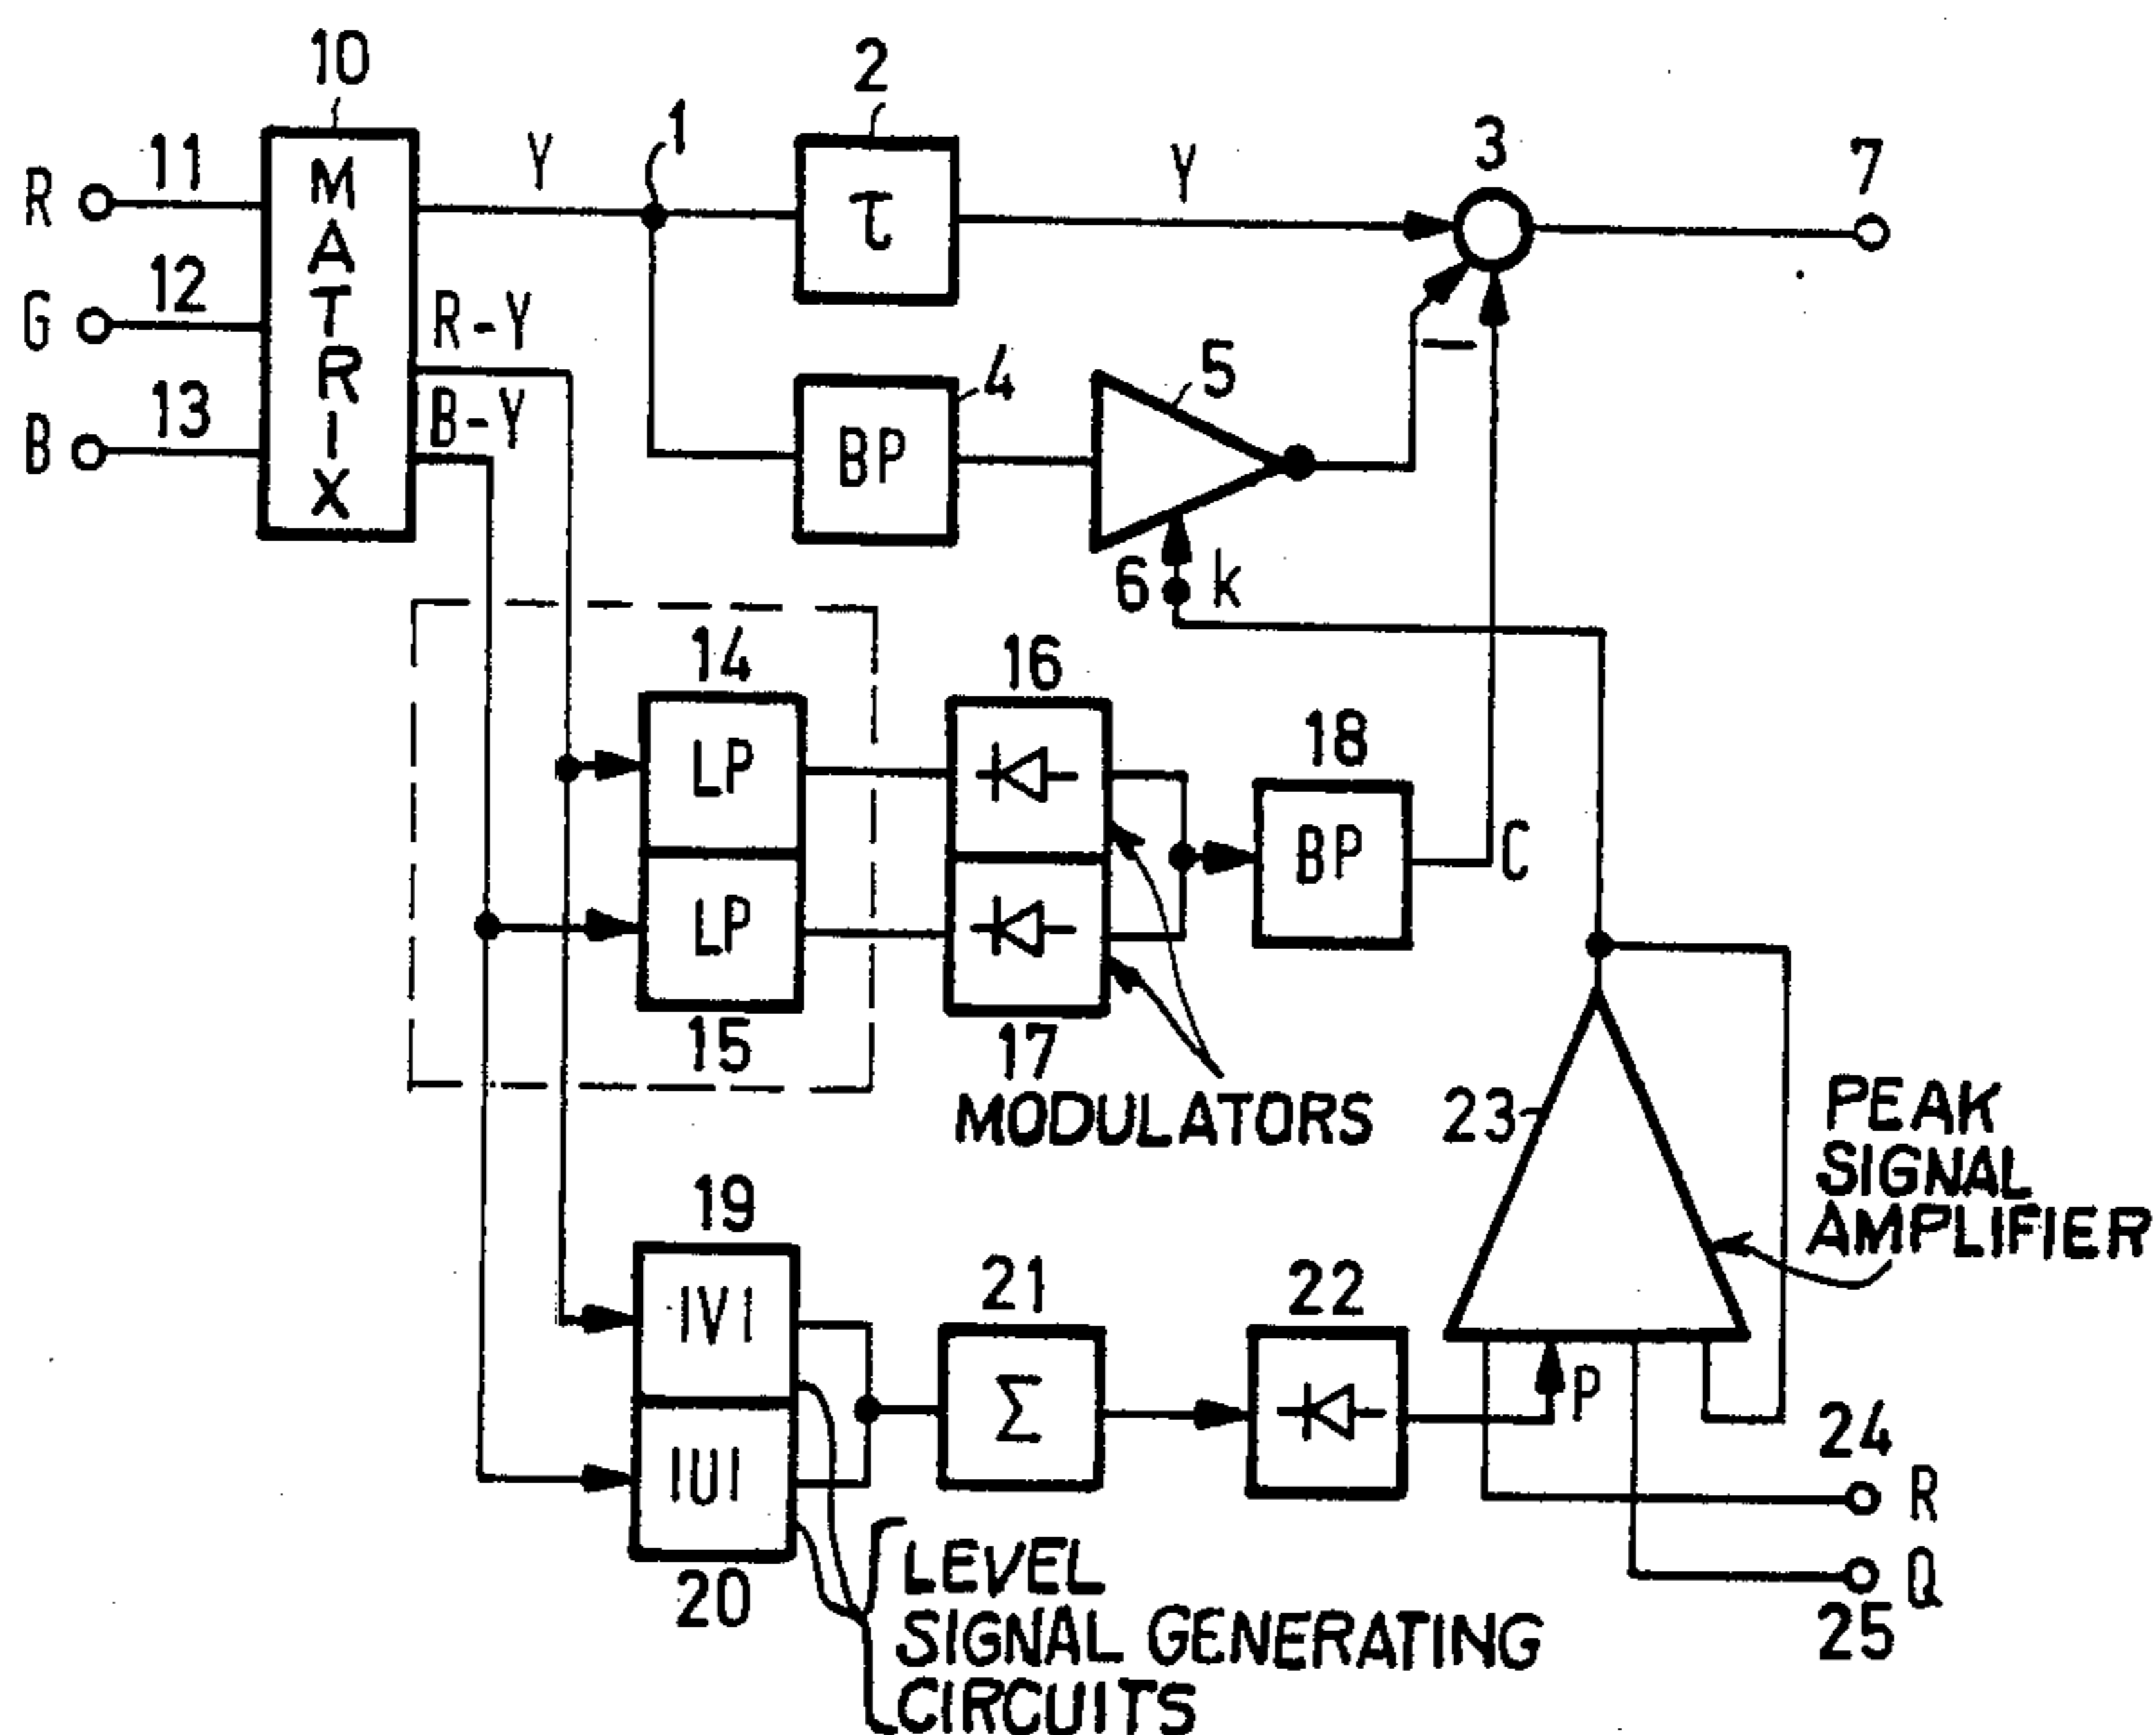 10
2
1
3
7
R
11
MATRIX
Y
τ
Y
G
12
R-Y
B
13
B-Y
4
BP
5
–
6
k
14
LP
16
18
BP
C
LP
15
17
MODULATORS
23
PEAK
SIGNAL
AMPLIFIER
19
|V|
21
Σ
22
P
|U|
20
24
R
Q
25
LEVEL
SIGNAL GENERATING
CIRCUITS